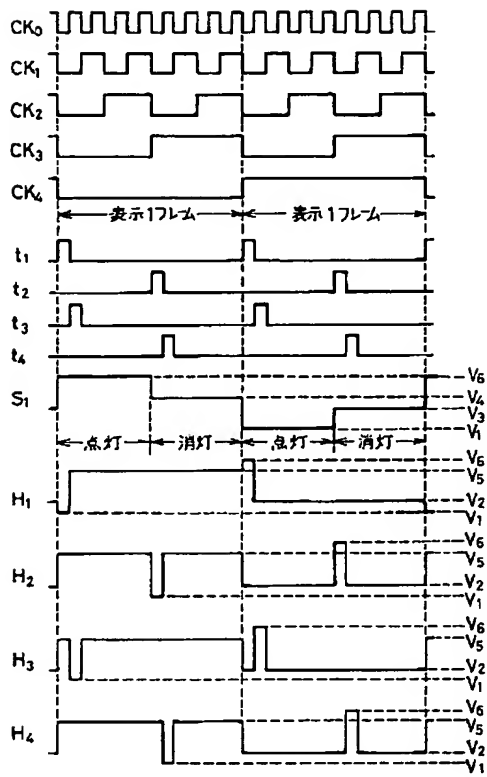 CK₀
CK₁
CK₂
CK₃
CK₄
表示1フレーム 表示1フレーム
t₁
t₂
t₃
t₄
S₁
V₆
V₄
V₃
V₁
点灯 消灯 点灯 消灯
H₁
V₆
V₅
V₂
V₁
H₂
V₆
V₅
V₂
V₁
H₃
V₆
V₅
V₂
V₁
H₄
V₆
V₅
V₂
V₁